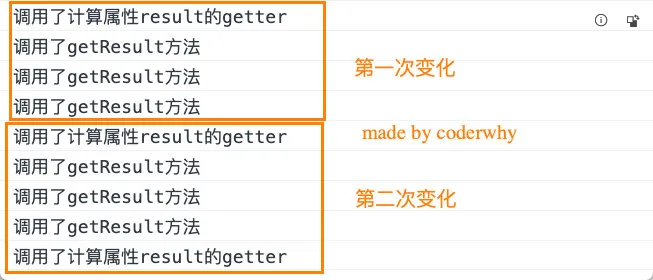 调用了计算属性result的getter
调用了getResult方法
调用了getResult方法
调用了getResult方法
第一次变化
调用了计算属性result的getter
made by coderwhy
调用了getResult方法
调用了getResult方法
第二次变化
调用了getResult方法
调用了计算属性result的getter